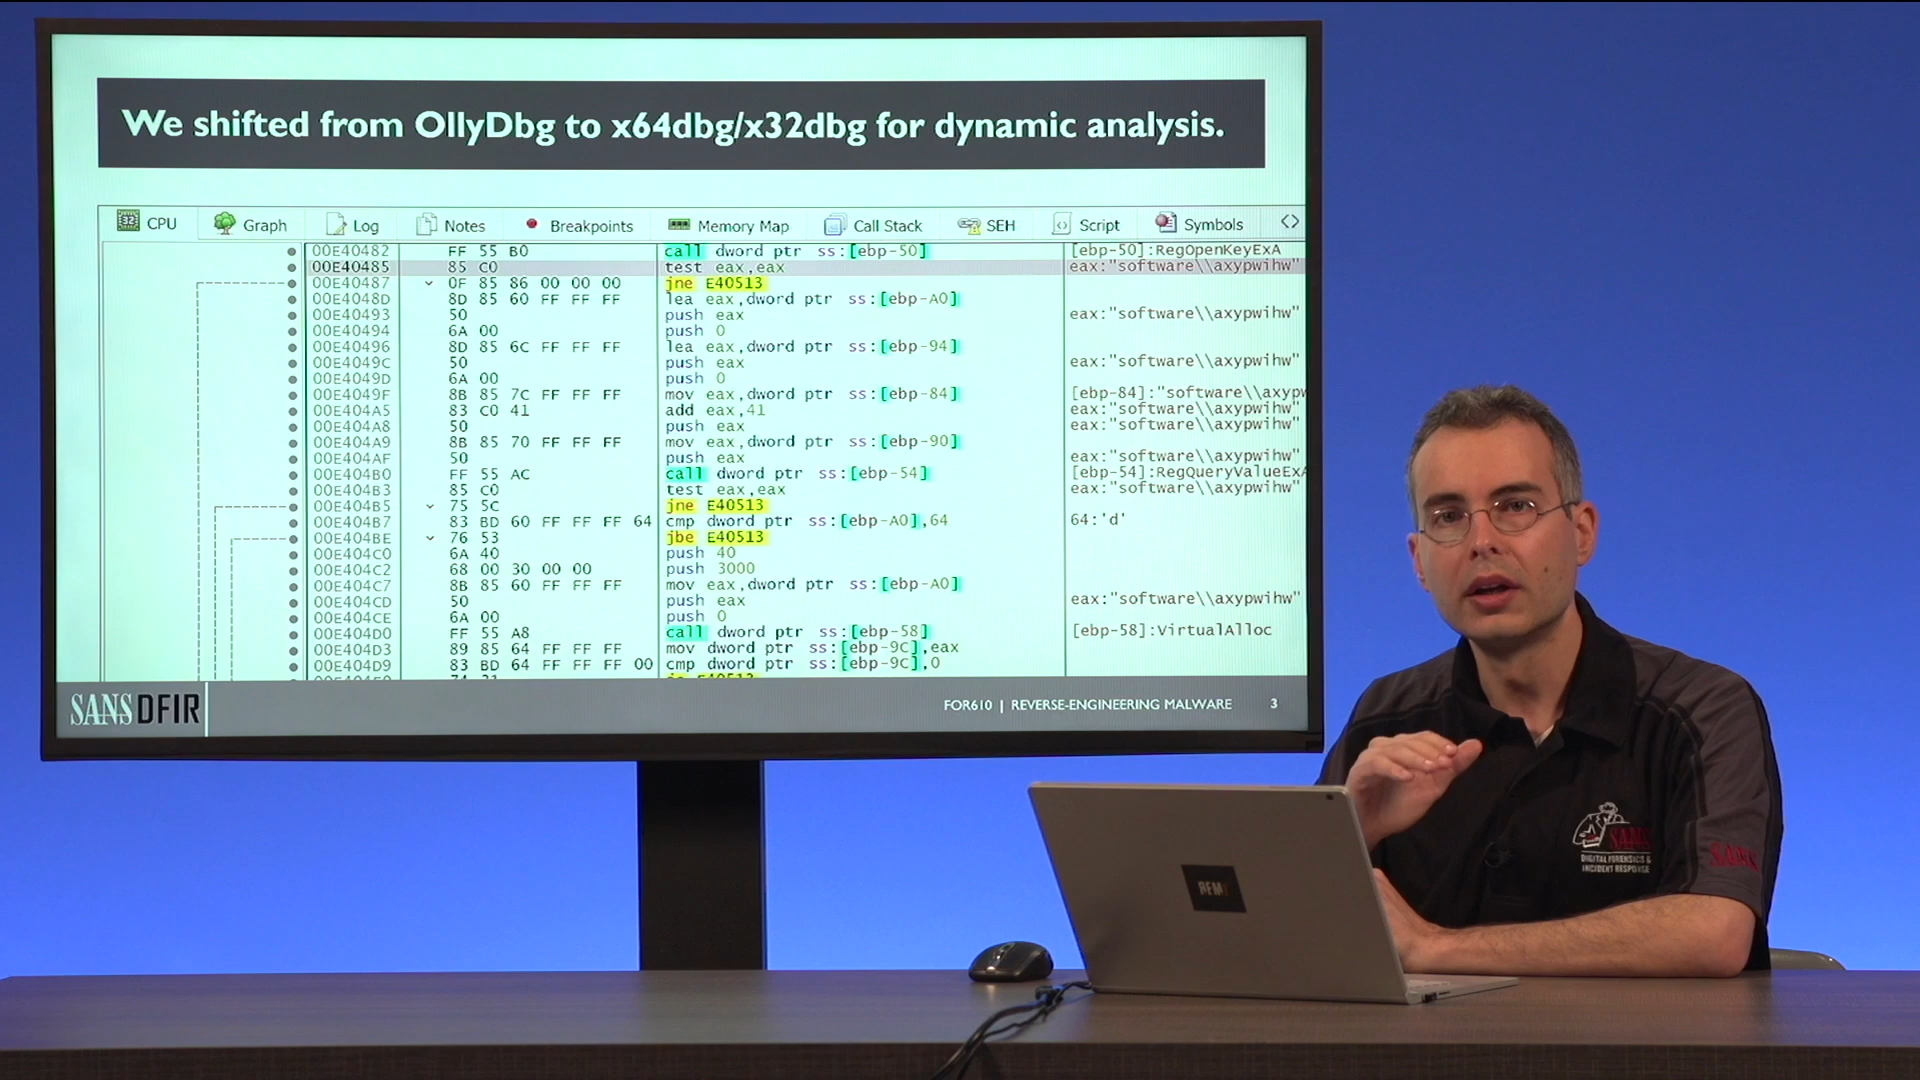 We shifted from OllyDbg to x64dbg/x32dbg for dynamic analysis.
32 CPU Graph Log Notes Breakpoints Memory Map Call Stack SEH Script Symbols <>
00E40482 FF 55 B0 call dword ptr ss:[ebp-50] [ebp-50]:RegOpenKeyExA
00E40485 85 C0 test eax,eax eax:"software\\axypwihw"
00E40487 0F 85 86 00 00 00 jne E40513
00E4048D 8D 85 60 FF FF FF lea eax,dword ptr ss:[ebp-A0]
00E40493 50 push eax eax:"software\\axypwihw"
00E40494 6A 00 push 0
00E40496 8D 85 6C FF FF FF lea eax,dword ptr ss:[ebp-94]
00E4049C 50 push eax eax:"software\\axypwihw"
00E4049D 6A 00 push 0
00E4049F 8B 85 7C FF FF FF mov eax,dword ptr ss:[ebp-84] [ebp-84]:"software\\axypw
00E404A5 83 C0 41 add eax,41 eax:"software\\axypwihw"
00E404A8 50 push eax eax:"software\\axypwihw"
00E404A9 8B 85 70 FF FF FF mov eax,dword ptr ss:[ebp-90]
00E404AF 50 push eax eax:"software\\axypwihw"
00E404B0 FF 55 AC call dword ptr ss:[ebp-54] [ebp-54]:RegQueryValueExA
00E404B3 85 C0 test eax,eax eax:"software\\axypwihw"
00E404B5 75 5C jne E40513
00E404B7 83 BD 60 FF FF FF 64 cmp dword ptr ss:[ebp-A0],64 64:'d'
00E404BE 76 53 jbe E40513
00E404C0 6A 40 push 40
00E404C2 68 00 30 00 00 push 3000
00E404C7 8B 85 60 FF FF FF mov eax,dword ptr ss:[ebp-A0]
00E404CD 50 push eax eax:"software\\axypwihw"
00E404CE 6A 00 push 0
00E404D0 FF 55 A8 call dword ptr ss:[ebp-58] [ebp-58]:VirtualAlloc
00E404D3 89 85 64 FF FF FF mov dword ptr ss:[ebp-9C],eax
00E404D9 83 BD 64 FF FF FF 00 cmp dword ptr ss:[ebp-9C],0
SANS DFIR FOR610 | REVERSE-ENGINEERING MALWARE 3
REM
SANS
DIGITAL FORENSICS &
INCIDENT RESPONSE
SANS